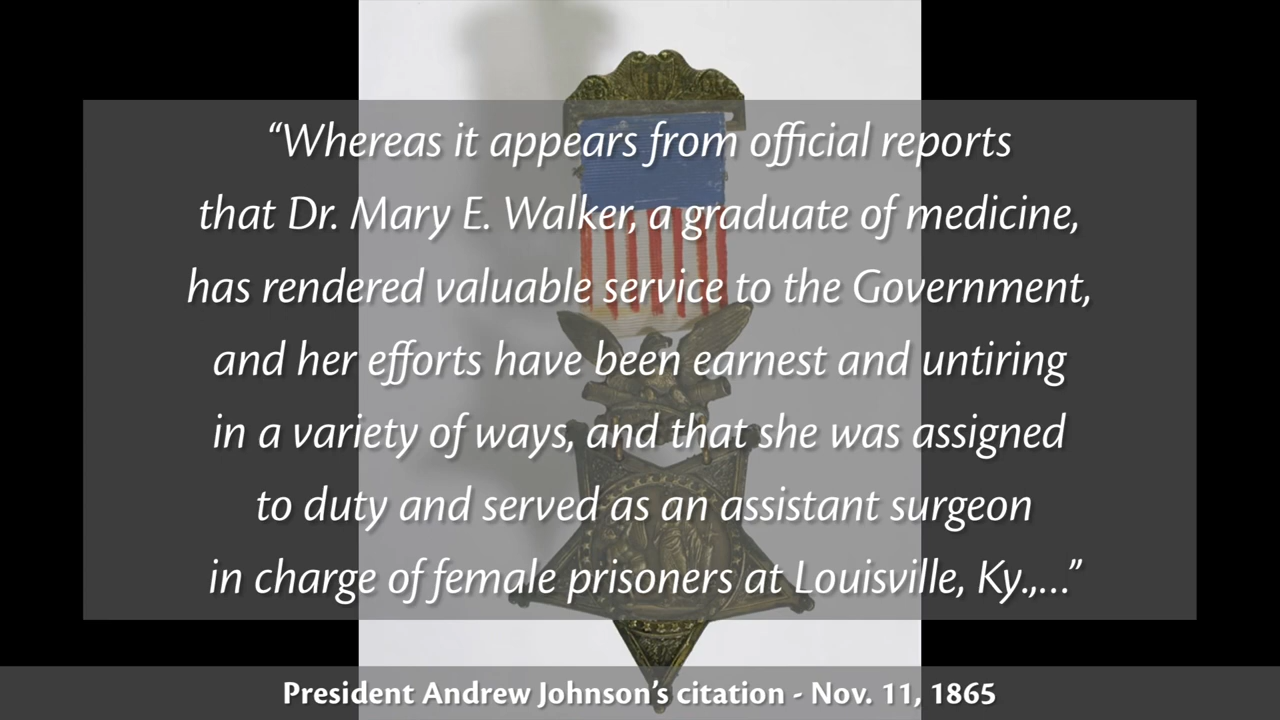 “Whereas it appears from official reports
that Dr. Mary E. Walker, a graduate of medicine,
has rendered valuable service to the Government,
and her efforts have been earnest and untiring
in a variety of ways, and that she was assigned
to duty and served as an assistant surgeon
in charge of female prisoners at Louisville, Ky.,...”
President Andrew Johnson’s citation - Nov. 11, 1865